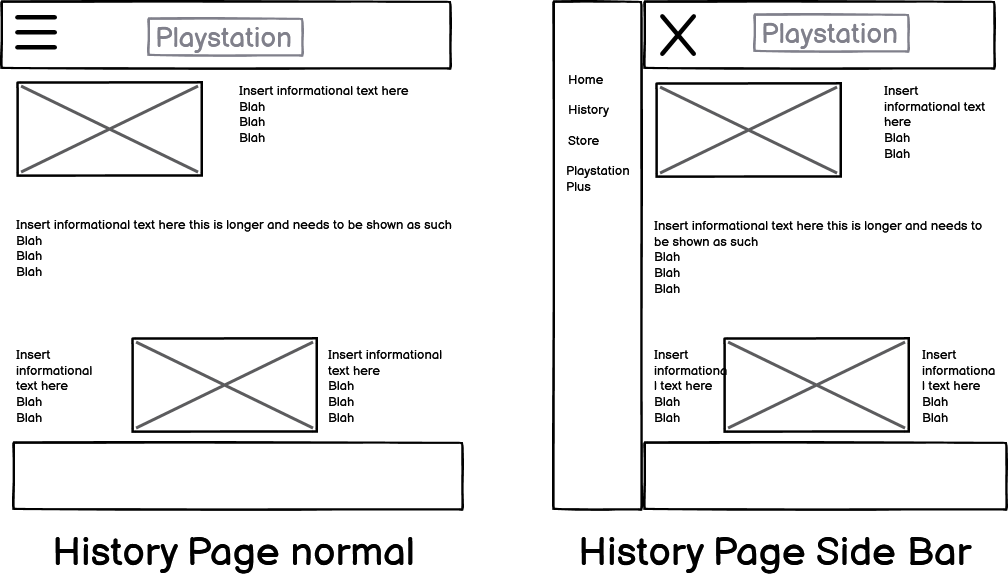 Playstation
Insert informational text here
Blah
Blah
Blah
Insert informational text here this is longer and needs to be shown as such
Blah
Blah
Blah
Insert
informational
text here
Blah
Blah
Insert informational
text here
Blah
Blah
Blah
History Page normal
Playstation
Home
History
Store
Playstation
Plus
Insert
informational text
here
Blah
Blah
Insert informational text here this is longer and needs to
be shown as such
Blah
Blah
Blah
Insert
informationa
l text here
Blah
Blah
Insert
informationa
l text here
Blah
Blah
History Page Side Bar